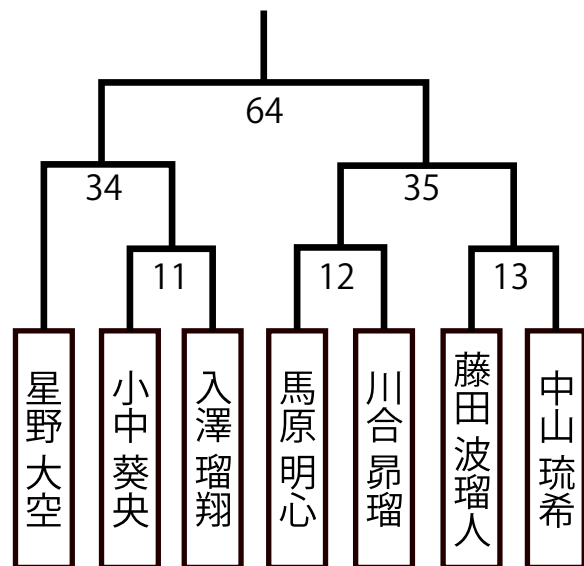 64
34
35
11
12
13
星野 大空
小中 葵央
入澤 瑠翔
馬原 明心
川合 昴瑠
藤田 波瑠人
中山 琉希